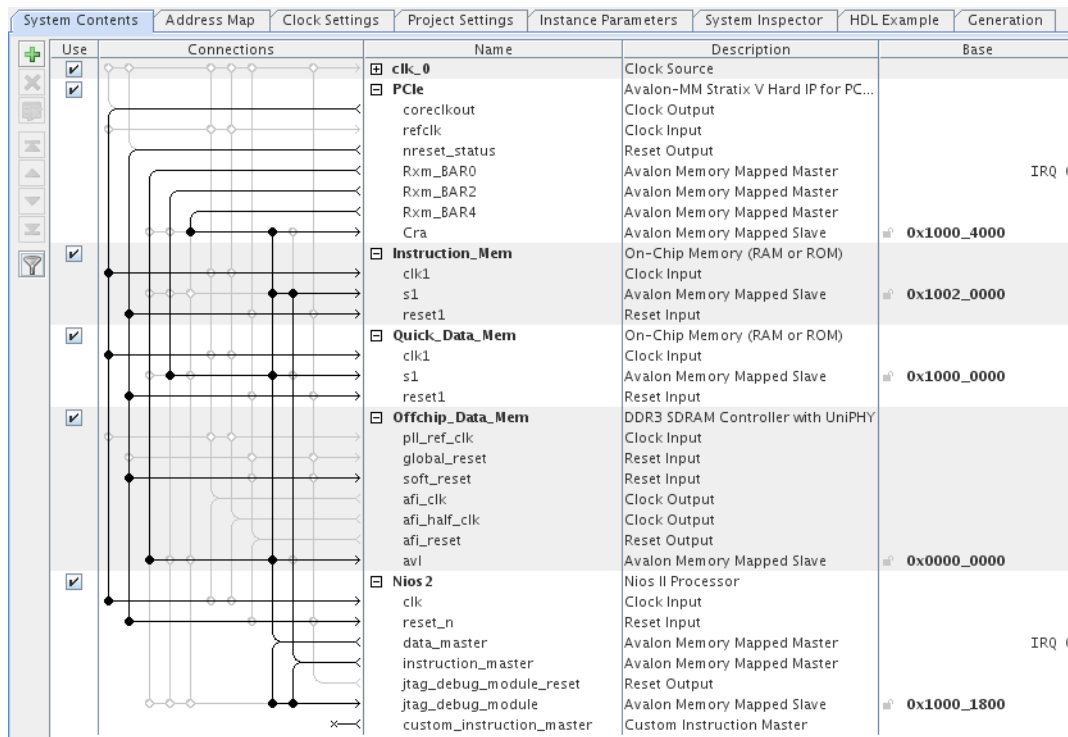 System Contents Address Map Clock Settings Project Settings Instance Parameters System Inspector HDL Example Generation
Use Connections Name Description Base
clk_0 Clock Source
PCIe Avalon-MM Stratix V Hard IP for PC...
coreclkout Clock Output
refclk Clock Input
nreset_status Reset Output
Rxm_BAR0 Avalon Memory Mapped Master IRQ
Rxm_BAR2 Avalon Memory Mapped Master
Rxm_BAR4 Avalon Memory Mapped Master
Cra Avalon Memory Mapped Slave 0x1000_4000
Instruction_Mem On-Chip Memory (RAM or ROM)
clk1 Clock Input
s1 Avalon Memory Mapped Slave 0x1002_0000
reset1 Reset Input
Quick_Data_Mem On-Chip Memory (RAM or ROM)
clk1 Clock Input
s1 Avalon Memory Mapped Slave 0x1000_0000
reset1 Reset Input
Offchip_Data_Mem DDR3 SDRAM Controller with UniPHY
pll_ref_clk Clock Input
global_reset Reset Input
soft_reset Reset Input
afi_clk Clock Output
afi_half_clk Clock Output
afi_reset Reset Output
avl Avalon Memory Mapped Slave 0x0000_0000
Nios2 Nios II Processor
clk Clock Input
reset_n Reset Input
data_master Avalon Memory Mapped Master IRQ
instruction_master Avalon Memory Mapped Master
jtag_debug_module_reset Reset Output
jtag_debug_module Avalon Memory Mapped Slave 0x1000_1800
custom_instruction_master Custom Instruction Master